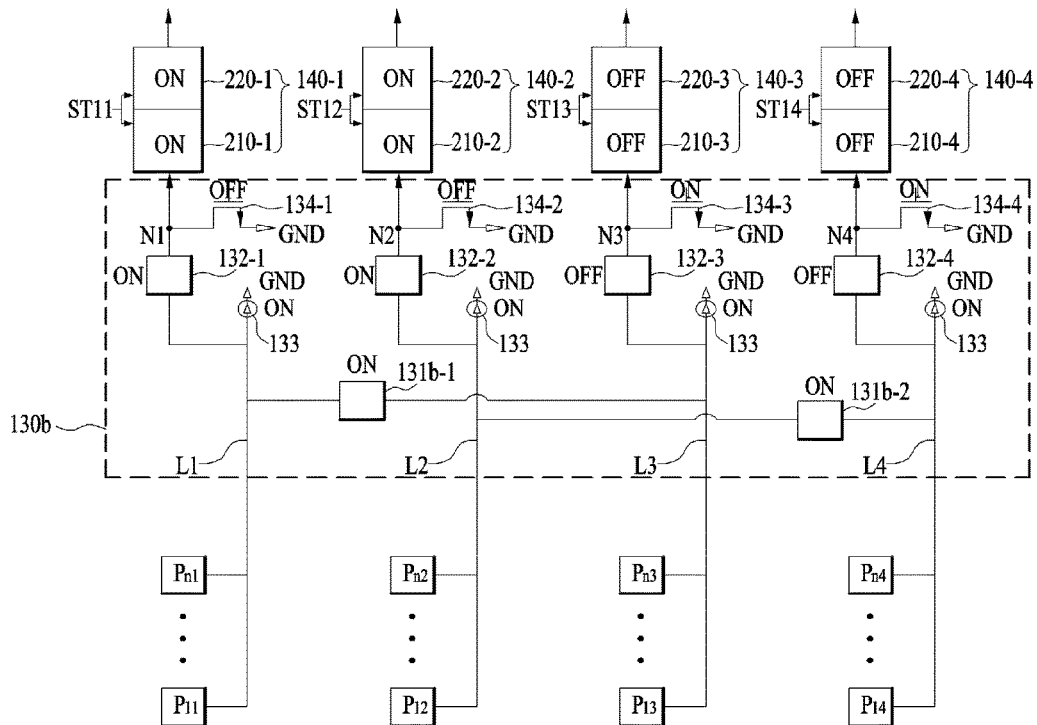 ON 220-1 140-1 ON 220-2 140-2 OFF 220-3 140-3 OFF 220-4 140-4
ST11 ST12 ST13 ST14
ON 210-1 ON 210-2 OFF 210-3 OFF 210-4
OFF OFF ON ON
134-1 134-2 134-3 134-4
N1 GND N2 GND N3 GND N4 GND
ON 132-1 ON 132-2 OFF 132-3 OFF 132-4
GND GND GND GND
ON ON ON ON
133 133 133 133
ON 131b-1 ON 131b-2
130b
L1 L2 L3 L4
Pn1 Pn2 Pn3 Pn4
P11 P12 P13 P14